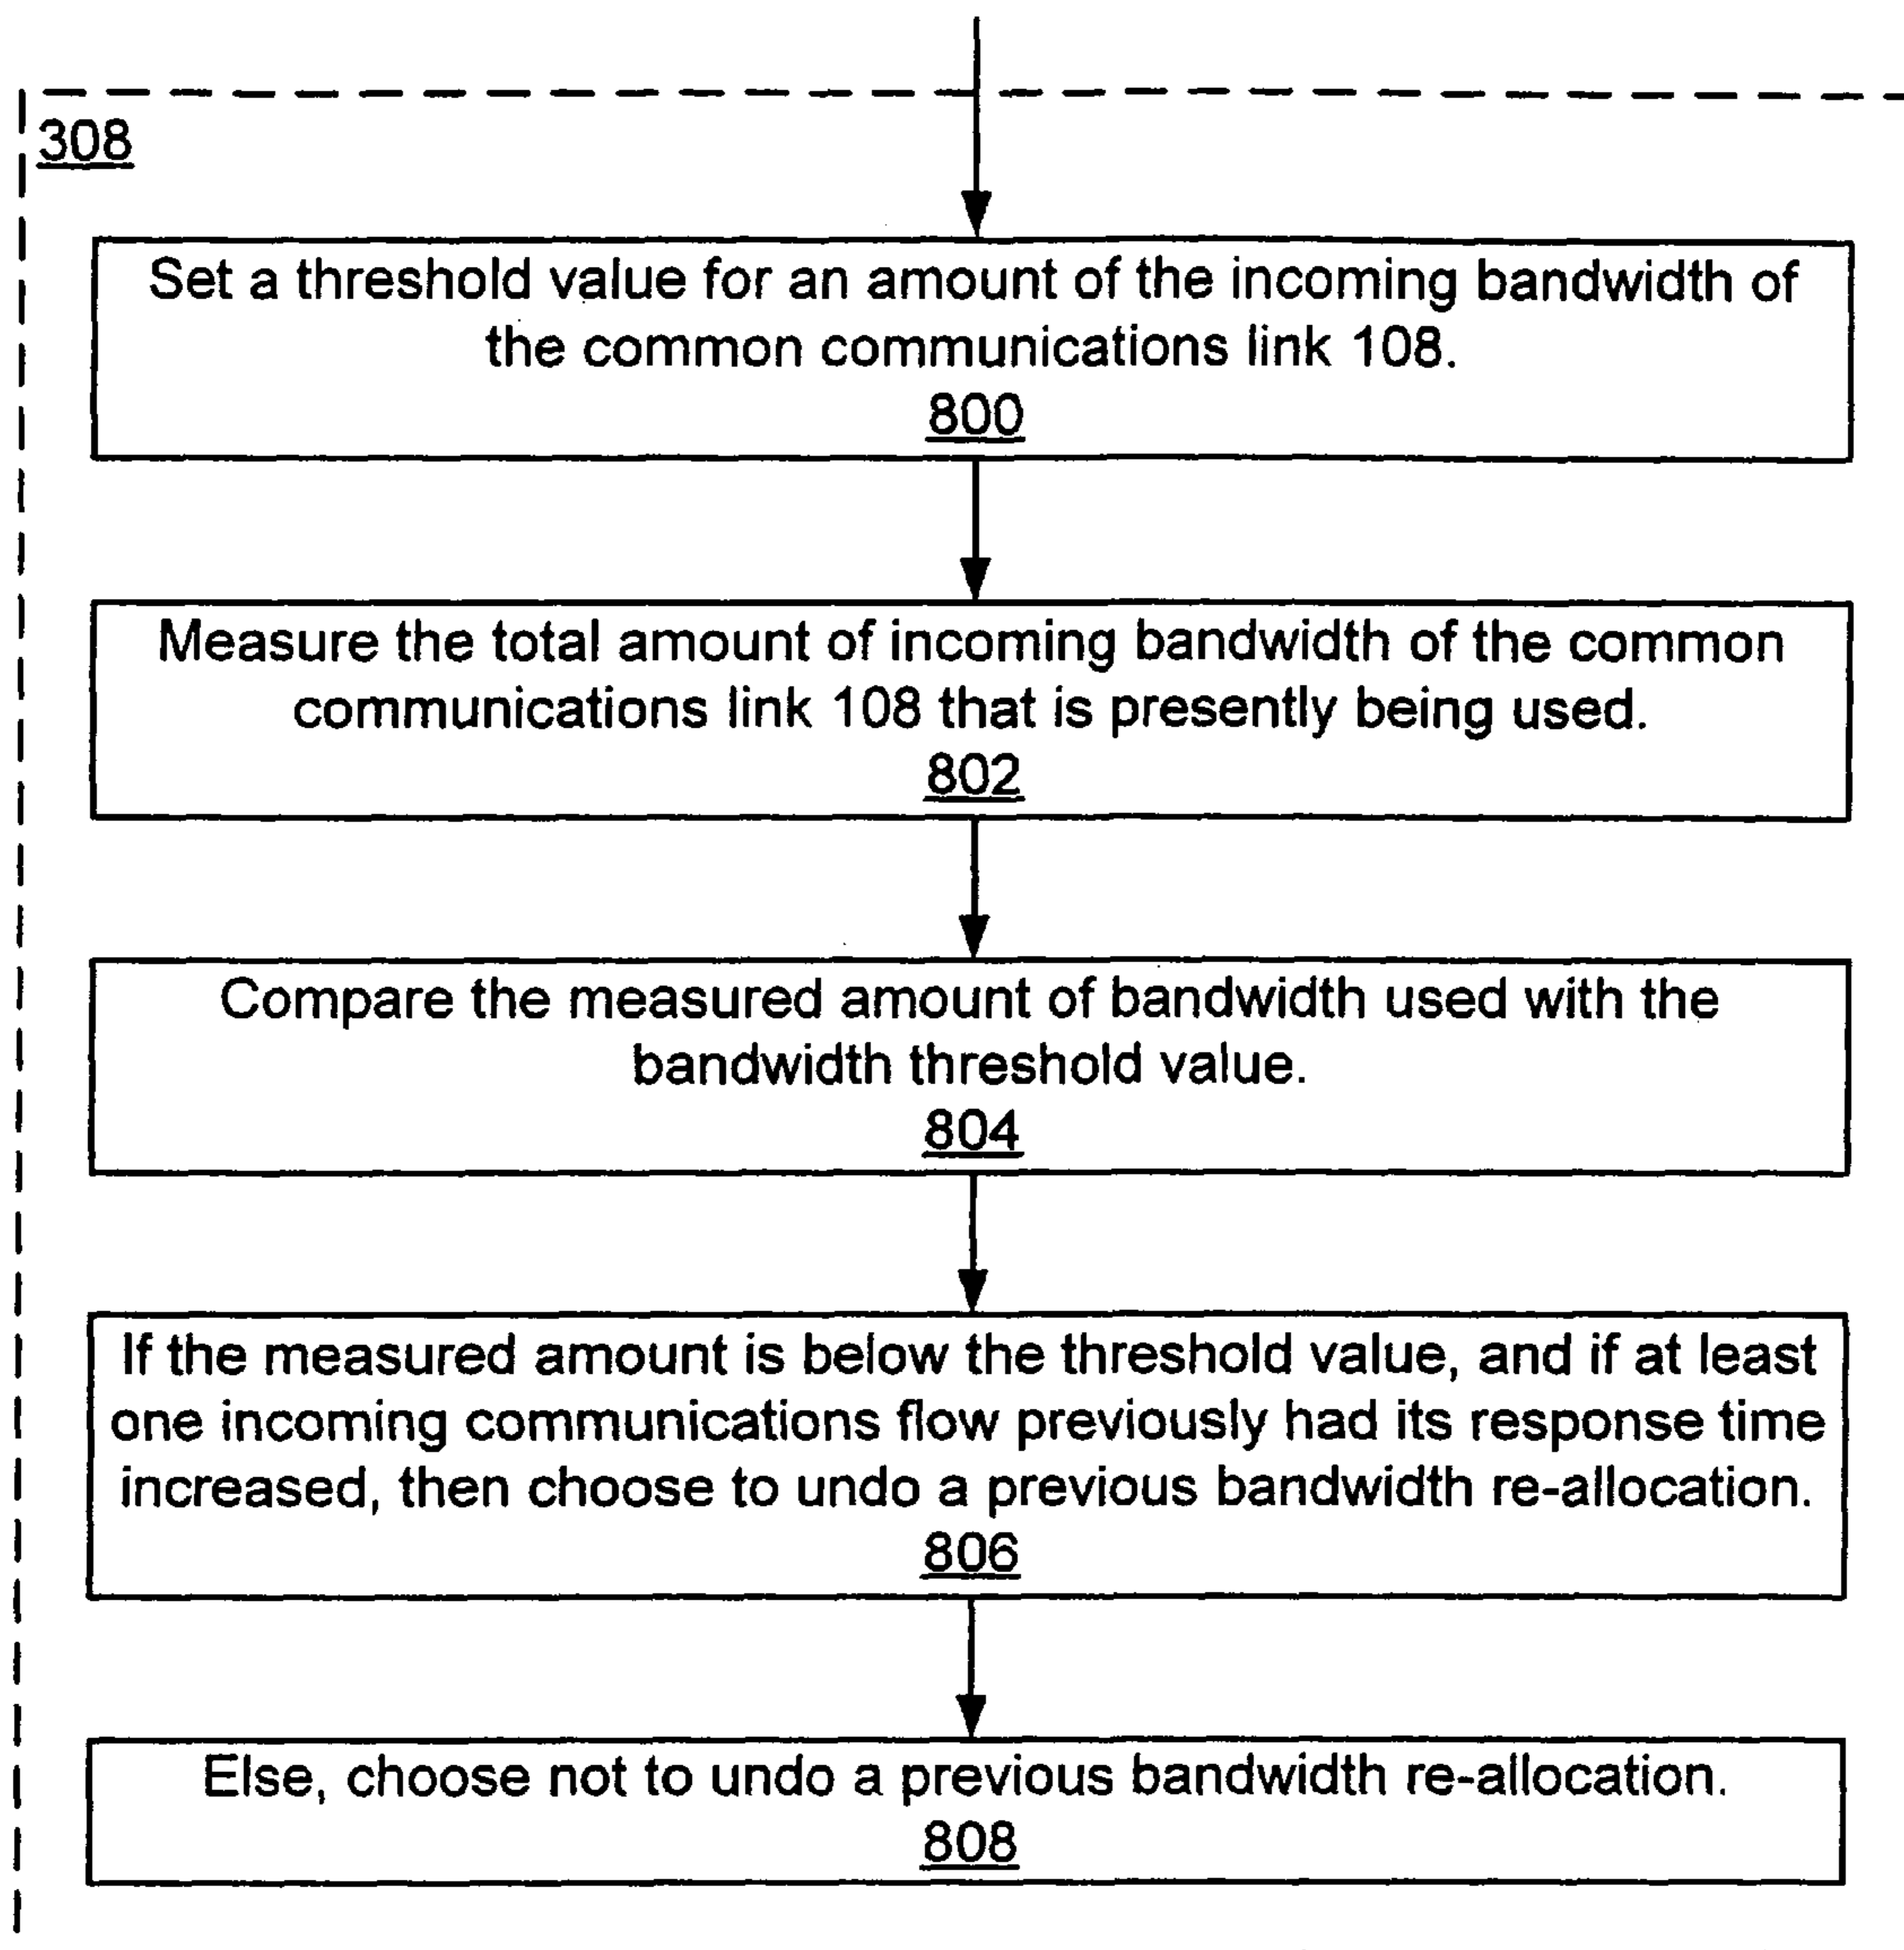 308
Set a threshold value for an amount of the incoming bandwidth of
the common communications link 108.
800
Measure the total amount of incoming bandwidth of the common
communications link 108 that is presently being used.
802
Compare the measured amount of bandwidth used with the
bandwidth threshold value.
804
If the measured amount is below the threshold value, and if at least
one incoming communications flow previously had its response time
increased, then choose to undo a previous bandwidth re-allocation.
806
Else, choose not to undo a previous bandwidth re-allocation.
808